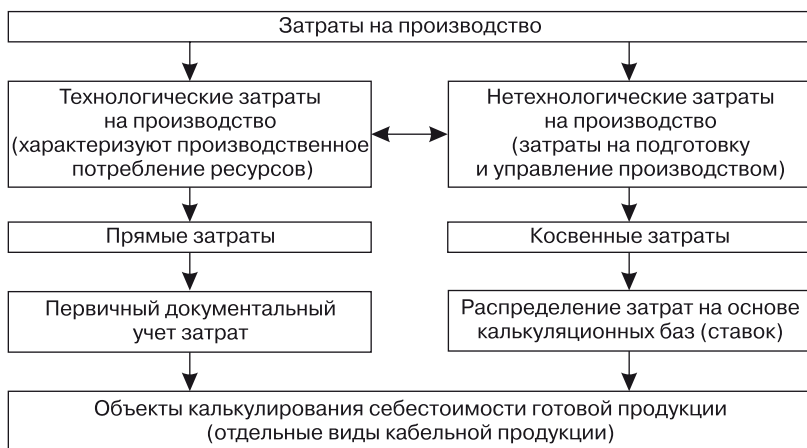 Затраты на производство
Технологические затраты
на производство
(характеризуют производственное
потребление ресурсов)
Нетехнологические затраты
на производство
(затраты на подготовку
и управление производством)
Прямые затраты
Косвенные затраты
Первичный документальный
учет затрат
Распределение затрат на основе
калькуляционных баз (ставок)
Объекты калькулирования себестоимости готовой продукции
(отдельные виды кабельной продукции)